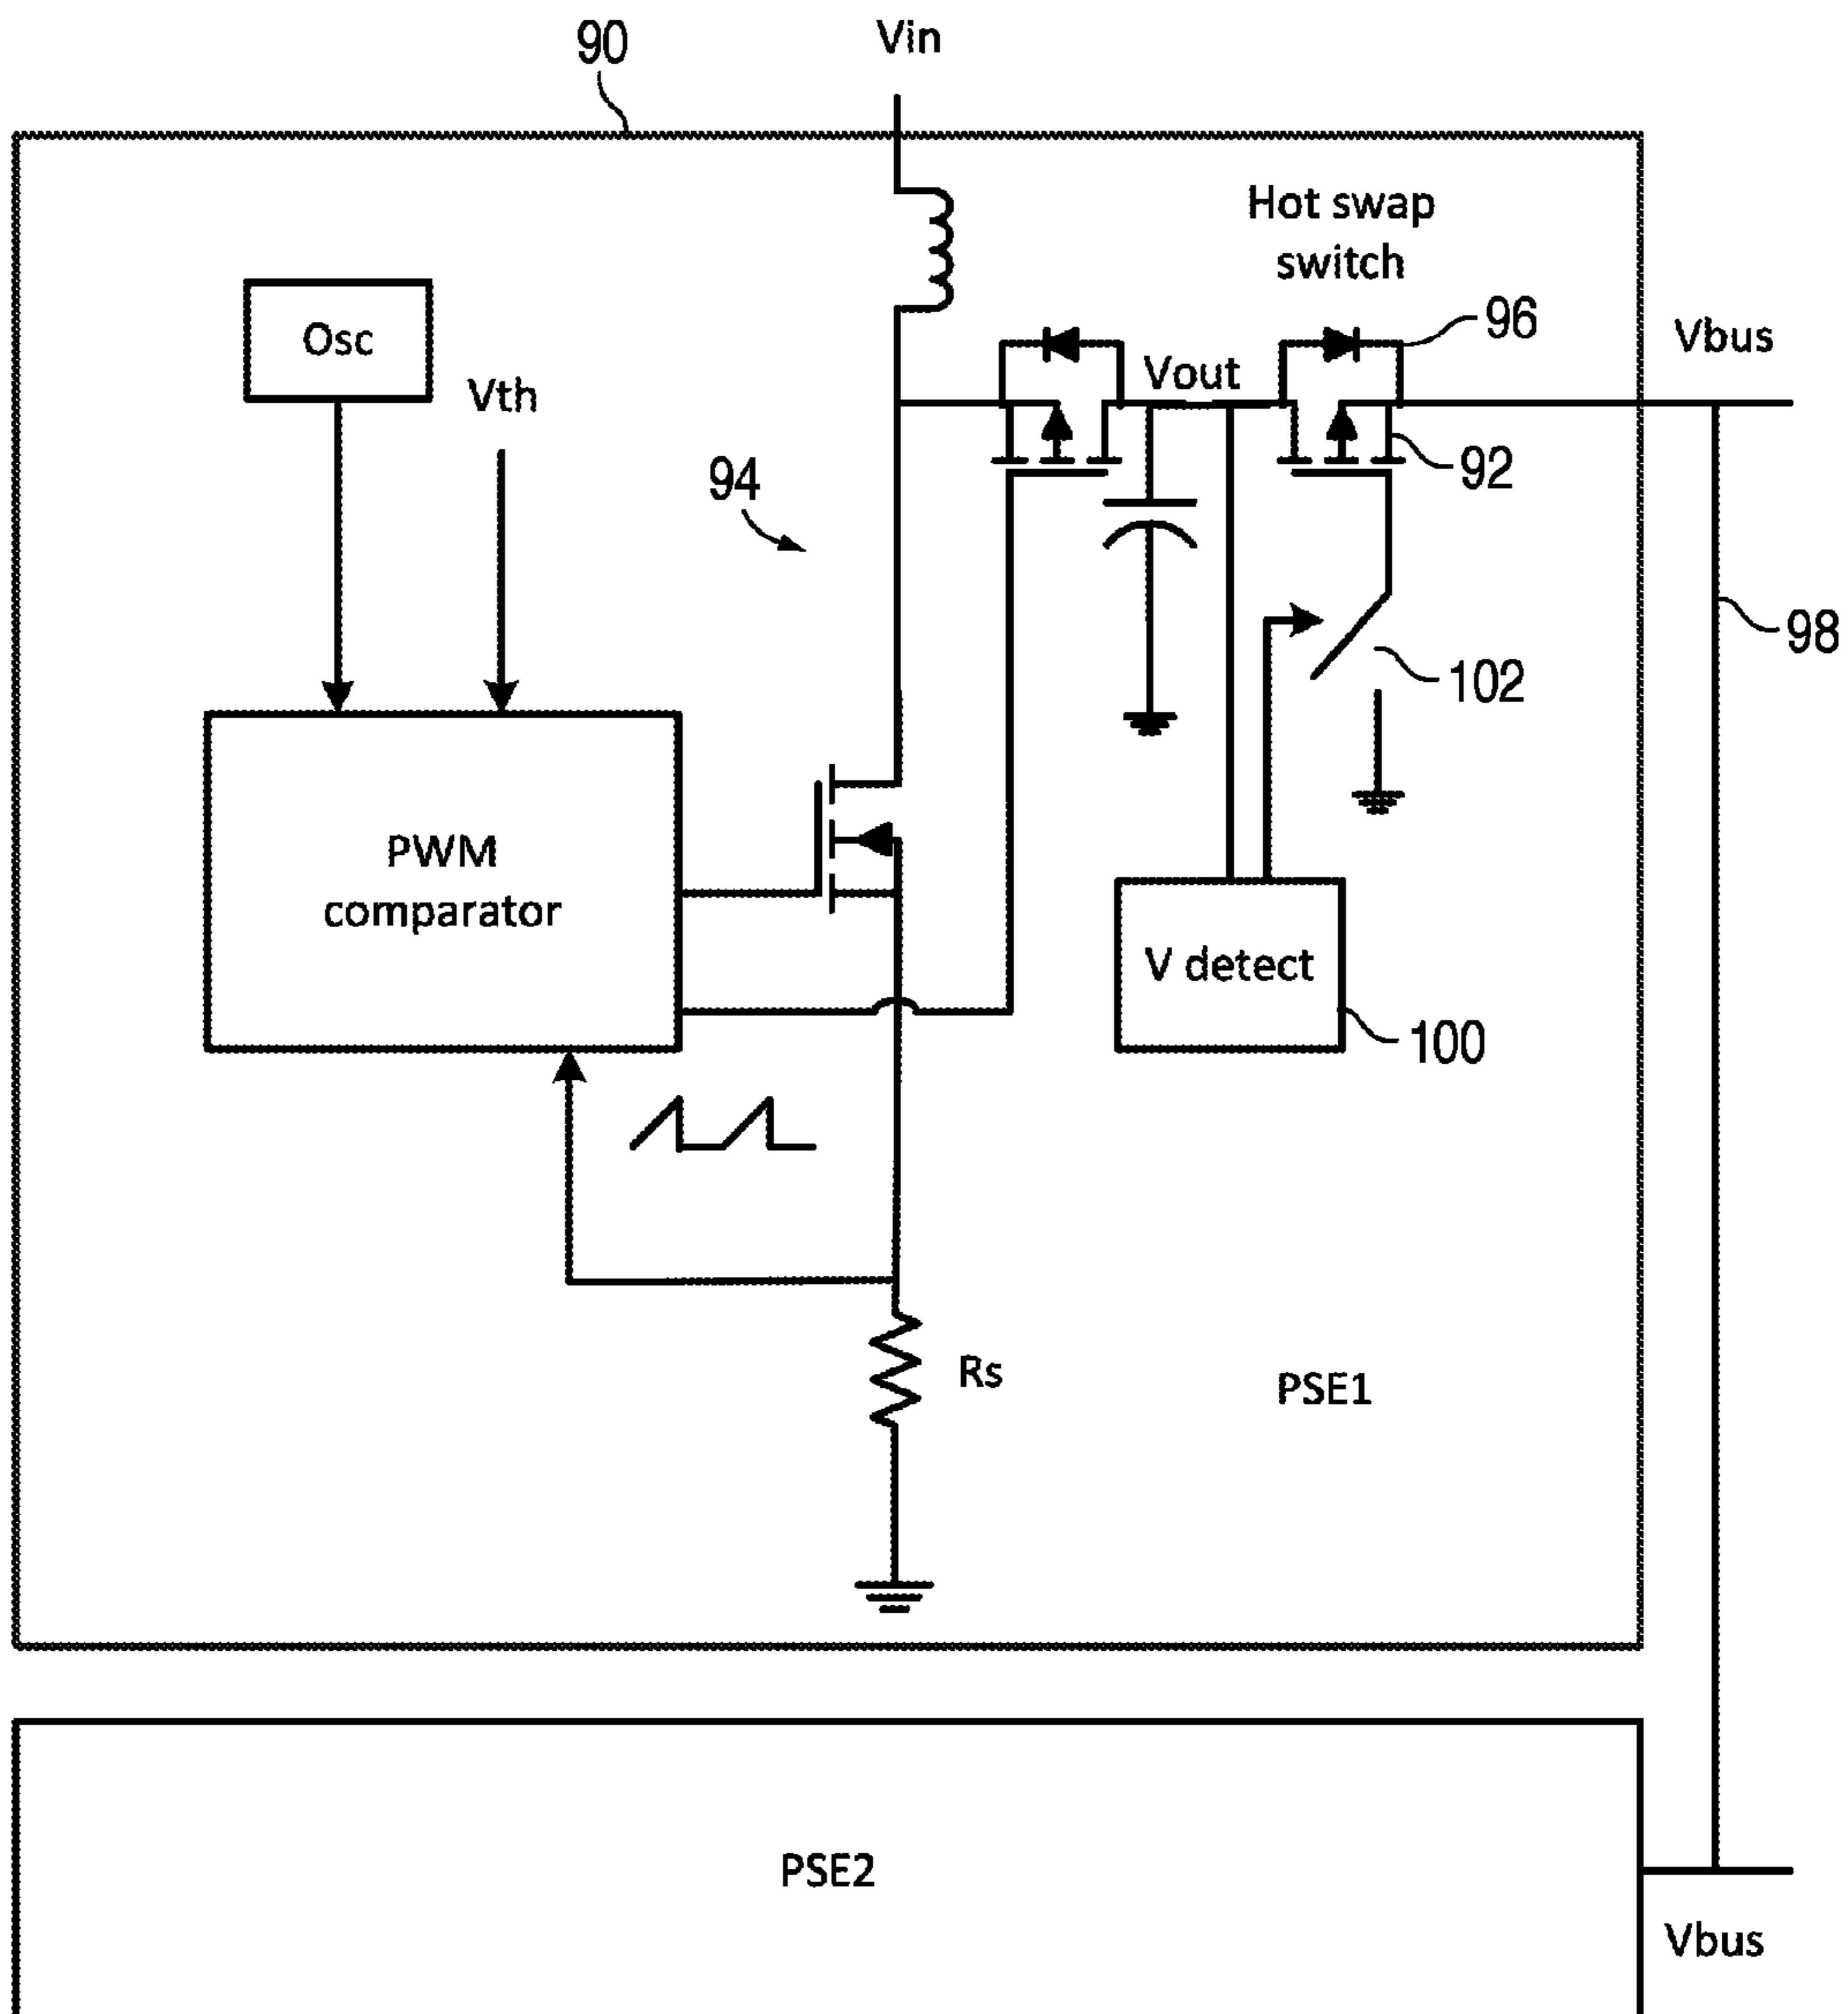 90
Vin
Hot swap
switch
Osc
Vth
96
Vbus
Vout
94
92
98
102
PWM
comparator
V detect
100
Rs
PSE1
PSE2
Vbus